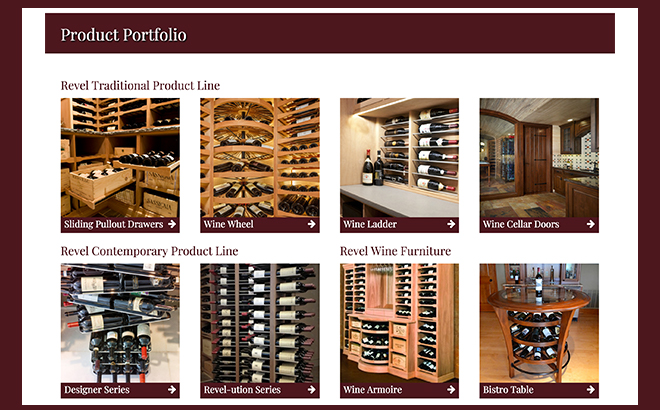 Product Portfolio
Revel Traditional Product Line
Sliding Pullout Drawers
Wine Wheel
Wine Ladder
Wine Cellar Doors
Revel Contemporary Product Line
Revel Wine Furniture
Designer Series
Revel-ution Series
Wine Armoire
Bistro Table